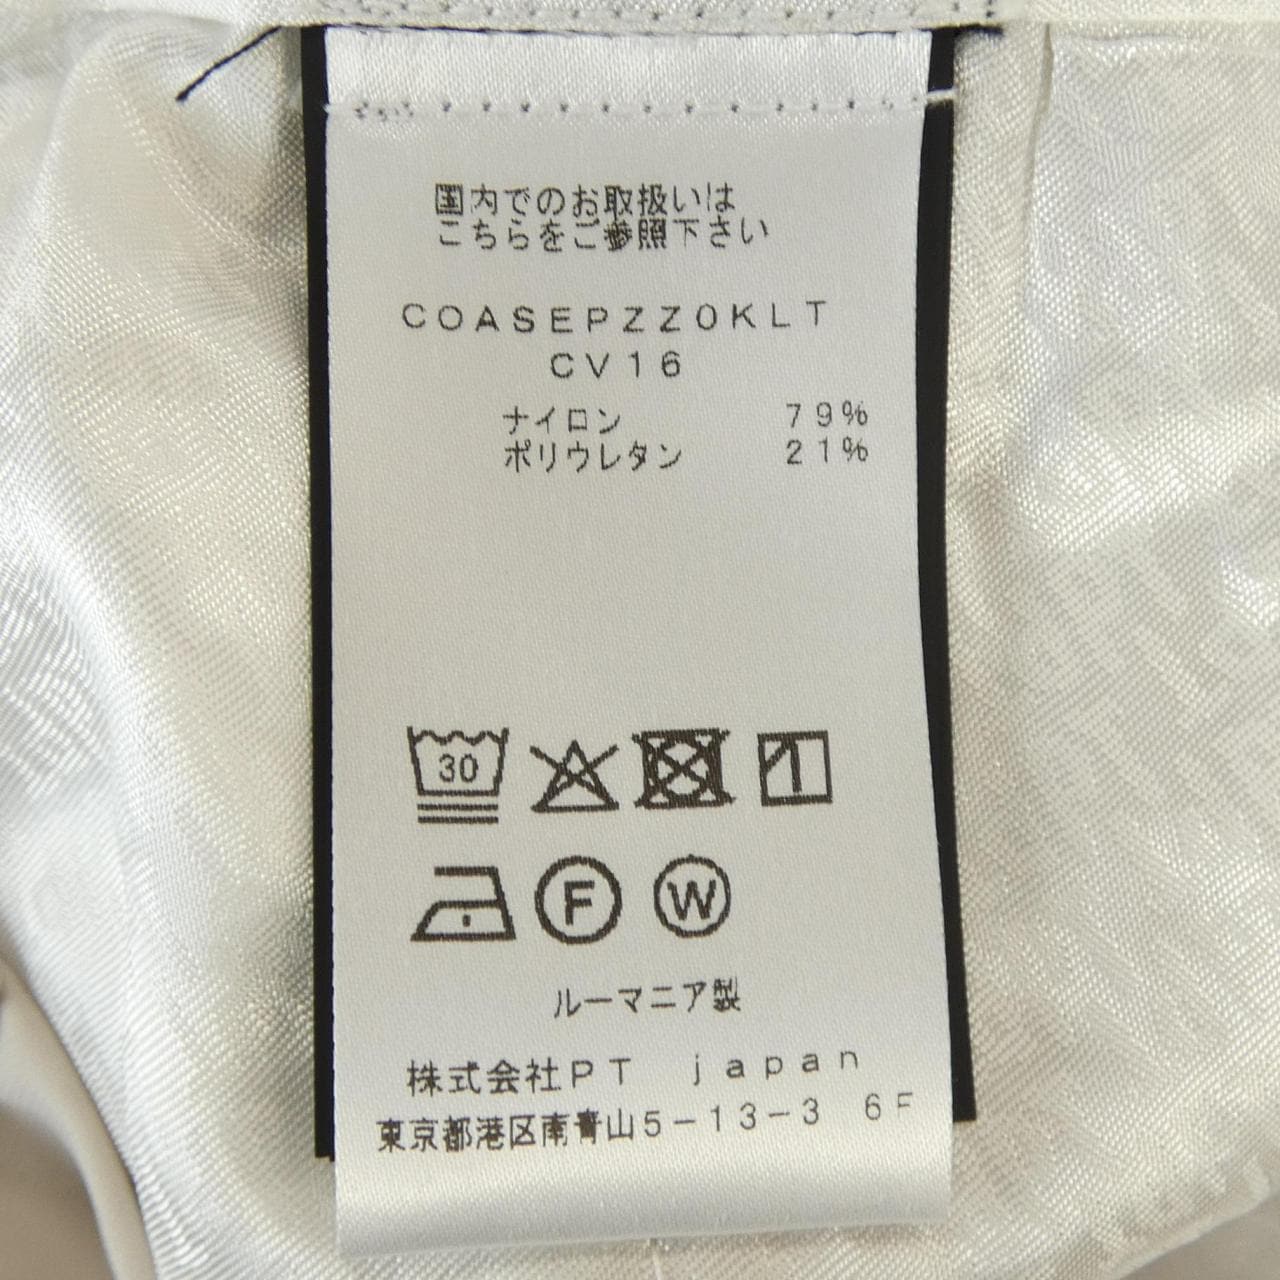 国内でのお取扱いは
こちらをご参照下さい
COASEPZZ0KLT
CV16
ナイロン 79%
ポリウレタン 21%
30
F W
ルーマニア製
株式会社PT japan
東京都港区南青山5-13-3 6F